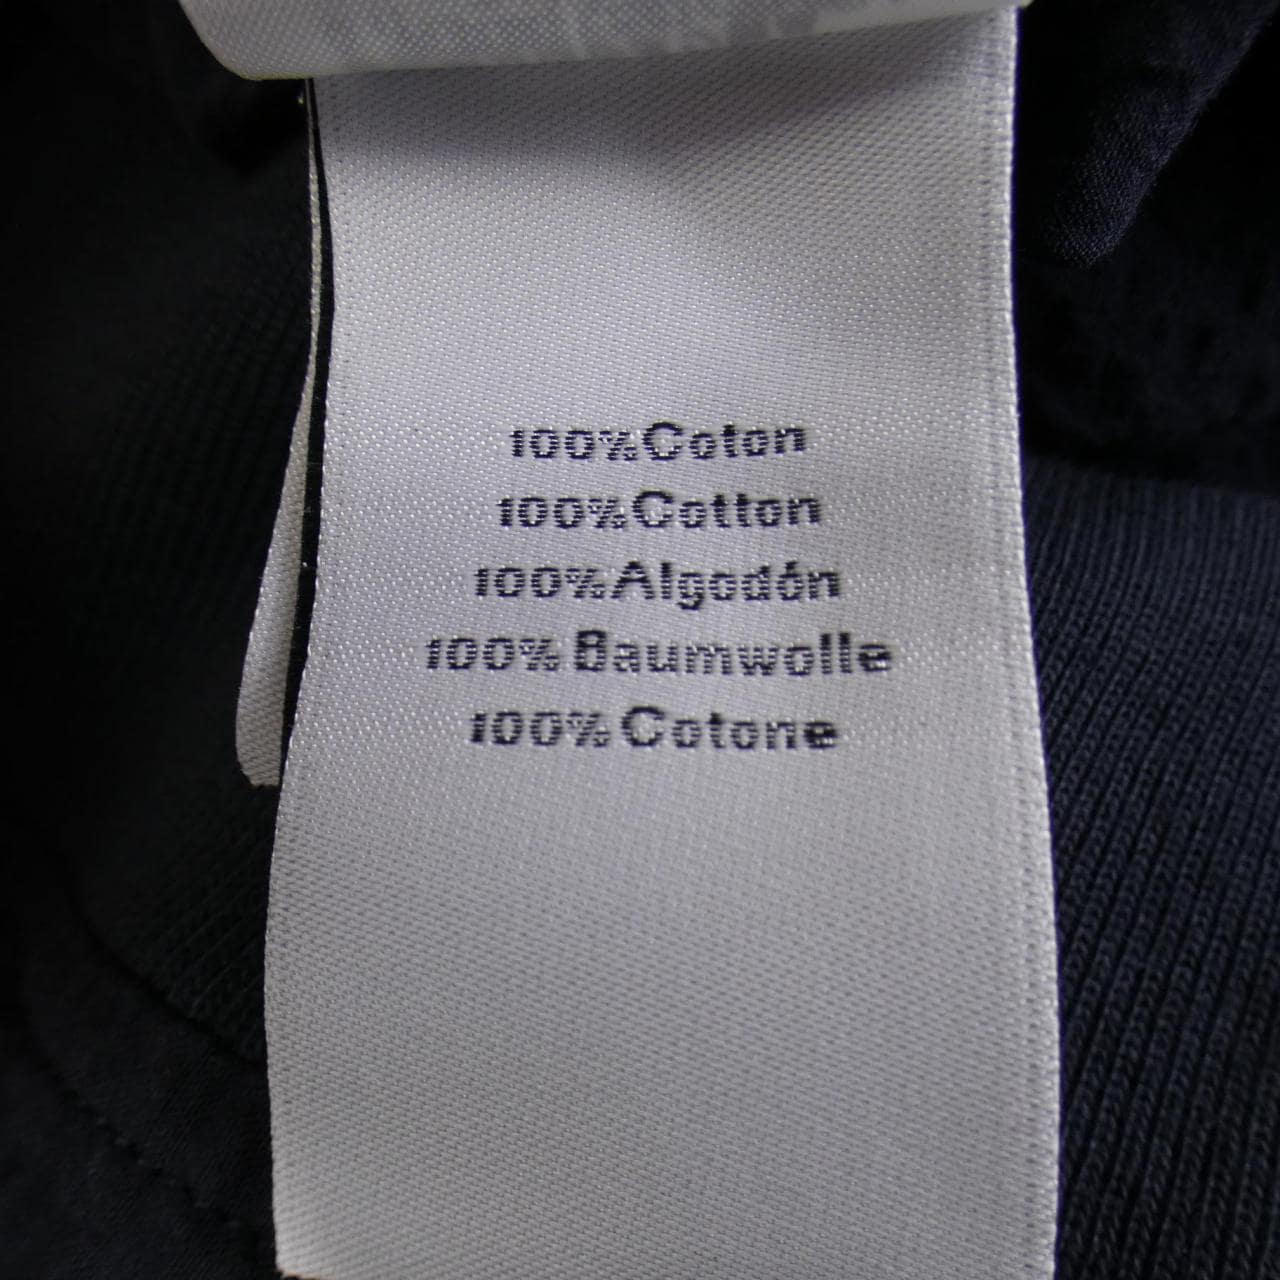 100% Coton
100% Cotton
100% Algodón
100% Baumwolle
100% Cotone